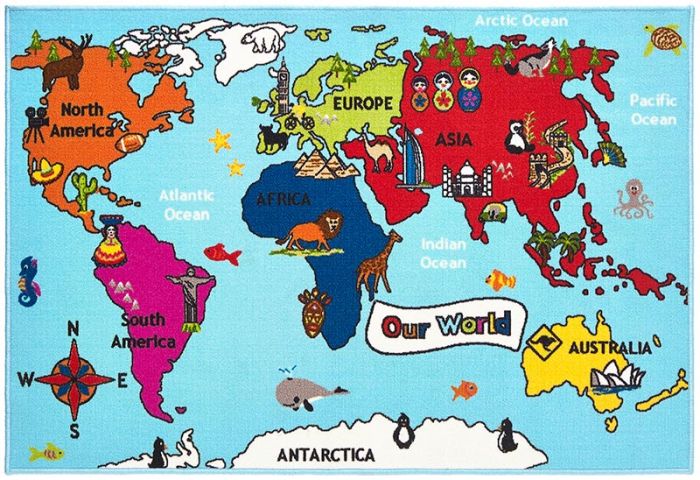 Arctic Ocean
North
America
EUROPE
Pacific
Ocean
ASIA
AFRICA
Atlantic
Ocean
Indian
Ocean
Our World
South
America
N
W
E
S
AUSTRALIA
ANTARCTICA